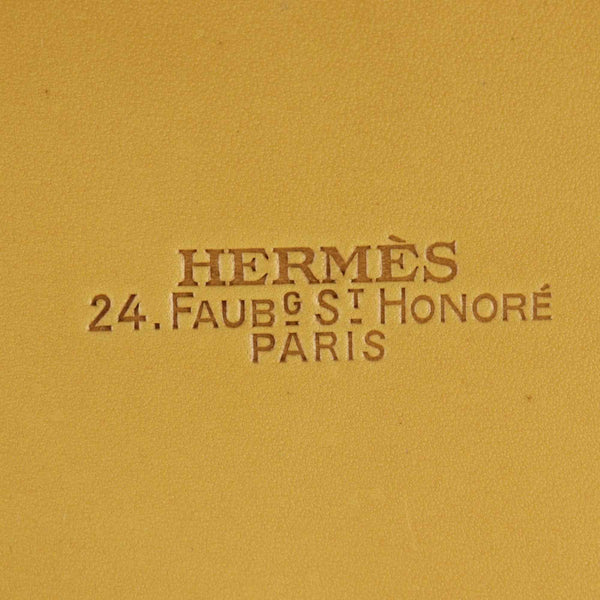 HERMÈS
24. FAUBG ST HONORÉ
PARIS